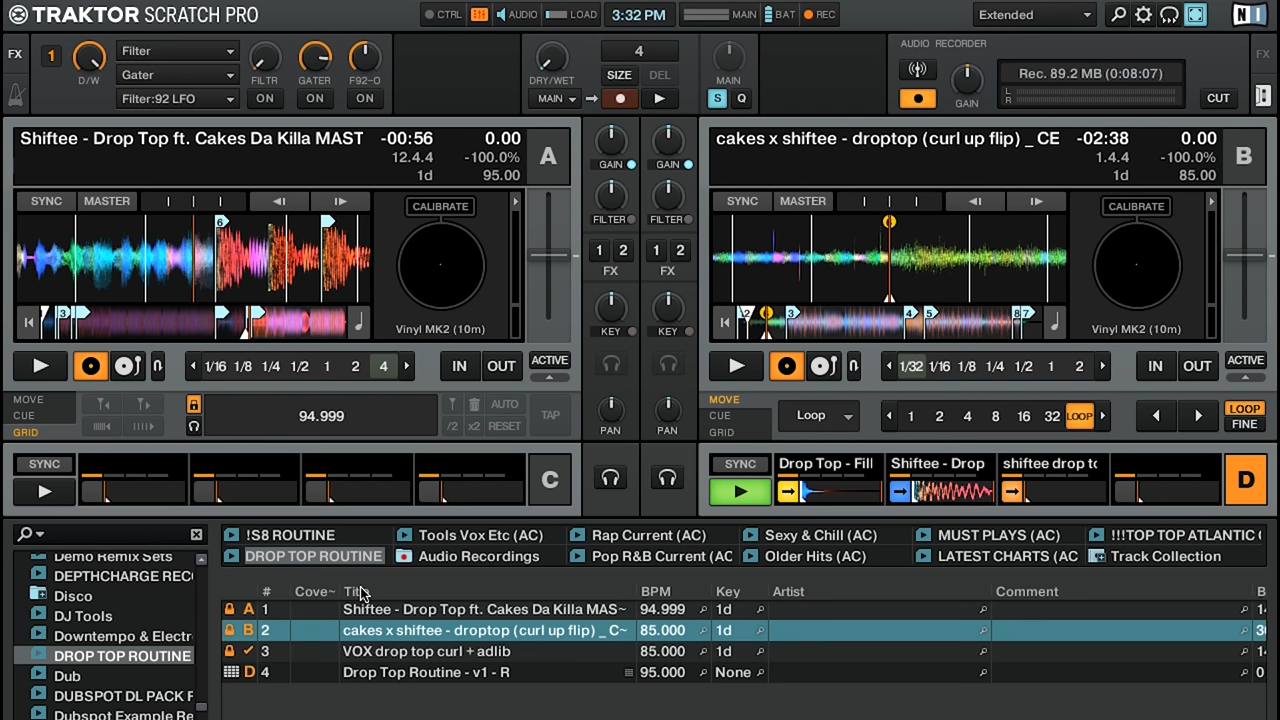 TRAKTOR SCRATCH PRO
CTRL AUDIO LOAD 3:32 PM MAIN BAT REC Extended
FX 1 D/W Filter Gater Filter:92 LFO FILTR GATER F92-O ON ON ON
DRY/WET MAIN 4 SIZE DEL MAIN S Q
AUDIO RECORDER GAIN Rec. 89.2 MB (0:08:07) L R CUT FX
Shiftee - Drop Top ft. Cakes Da Killa MAST -00:56 0.00 A
12.4.4 -100.0%
1d 95.00
SYNC MASTER CALIBRATE
6
3
Vinyl MK2 (10m)
1/16 1/8 1/4 1/2 1 2 4 IN OUT ACTIVE
MOVE
CUE
GRID
94.999
AUTO
/2 x2 RESET
TAP
GAIN GAIN
FILTER FILTER
1 2 1 2
FX FX
KEY KEY
PAN PAN
cakes x shiftee - droptop (curl up flip) _ CE -02:38 0.00 B
1.4.4 -100.0%
1d 85.00
SYNC MASTER CALIBRATE
2 3 4 5 8 7
Vinyl MK2 (10m)
1/32 1/16 1/8 1/4 1/2 1 2 IN OUT ACTIVE
MOVE
CUE
GRID
Loop 1 2 4 8 16 32 LOOP LOOP
FINE
SYNC C
SYNC Drop Top - Fill Shiftee - Drop shiftee drop to D
!S8 ROUTINE Tools Vox Etc (AC) Rap Current (AC) Sexy & Chill (AC) MUST PLAYS (AC) !!!TOP TOP ATLANTIC (
DROP TOP ROUTINE Audio Recordings Pop R&B Current (AC Older Hits (AC) LATEST CHARTS (AC Track Collection
Demo Remix Sets
DEPTHCHARGE REC
Disco
DJ Tools
Downtempo & Electr
DROP TOP ROUTINE
Dub
DUBSPOT DL PACK F
Dubspot Example Re
# Cove~ BPM Key Artist Comment B
A 1 Shiftee - Drop Top ft. Cakes Da Killa MAS~ 94.999 1d
B 2 cakes x shiftee - droptop (curl up flip) _ C~ 85.000 1d
3 VOX drop top curl + adlib 85.000 1d
D 4 Drop Top Routine - v1 - R 95.000 None 0